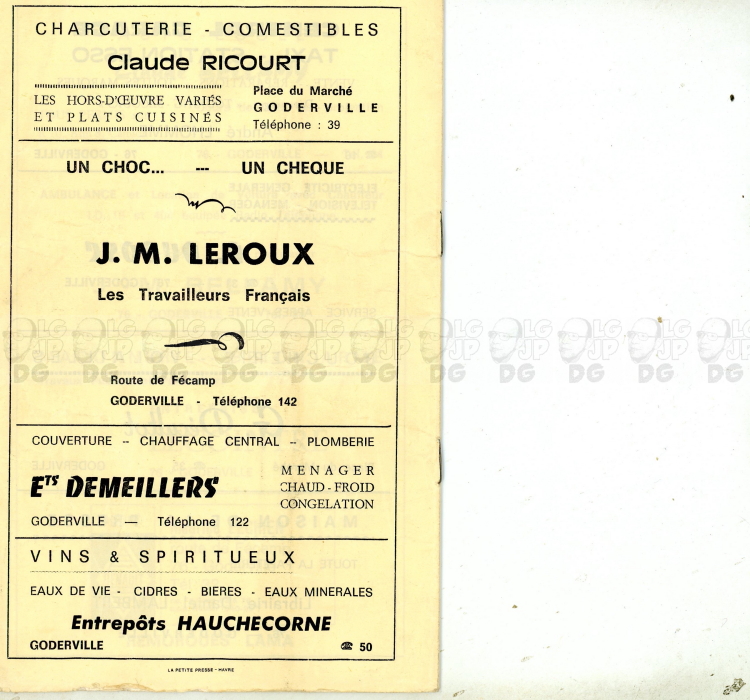 CHARCUTERIE - COMESTIBLES
Claude RICOURT
LES HORS-D'ŒUVRE VARIÉS
ET PLATS CUISINÉS
Place du Marché
GODERVILLE
Téléphone : 39
UN CHOC... --- UN CHEQUE
J. M. LEROUX
Les Travailleurs Français
LG JP DG
Route de Fécamp
GODERVILLE - Téléphone 142
COUVERTURE -- CHAUFFAGE CENTRAL -- PLOMBERIE
ETS DEMEILLERS
MENAGER
CHAUD - FROID
CONGELATION
GODERVILLE — Téléphone 122
VINS & SPIRITUEUX
EAUX DE VIE - CIDRES - BIERES - EAUX MINERALES
Entrepôts HAUCHECORNE
GODERVILLE ☎ 50
LA PETITE PRESSE - HAVRE